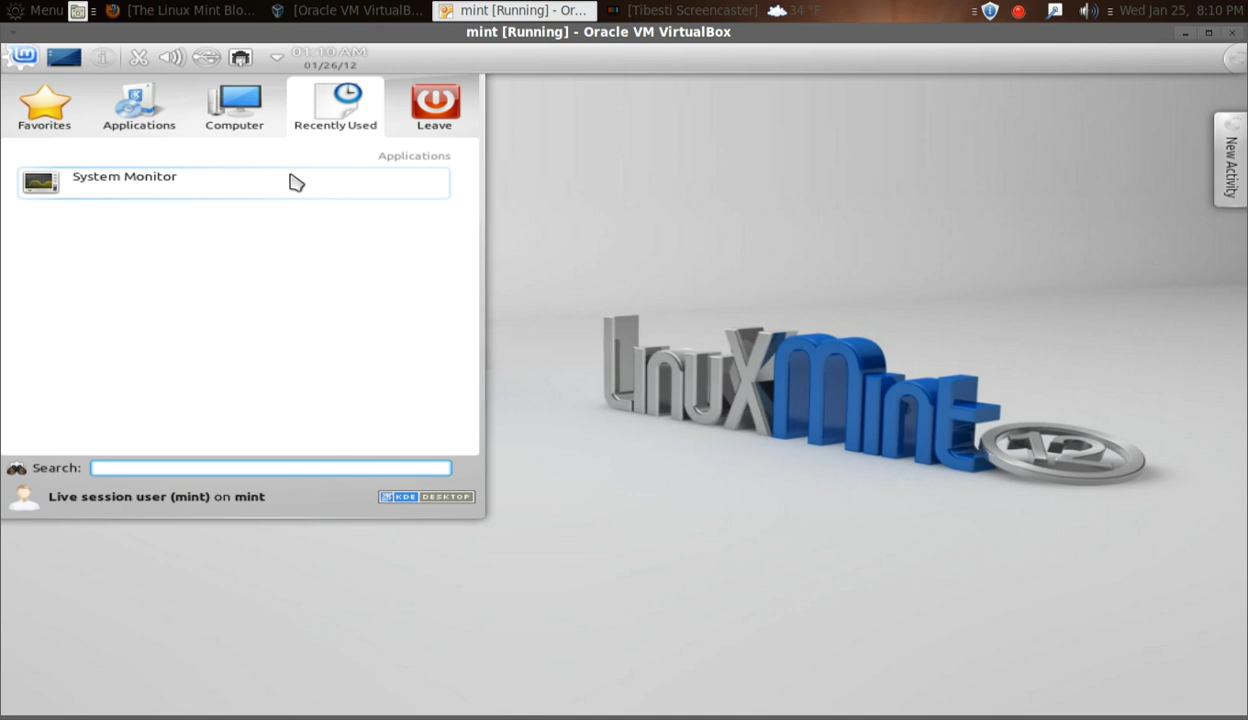 Menu [The Linux Mint Blo... [Oracle VM VirtualB... mint [Running] - Or... [Tibesti Screencaster] 34 °F Wed Jan 25, 8:10 PM
mint [Running] - Oracle VM VirtualBox
01:10 AM
01/26/12
Favorites Applications Computer Recently Used Leave
Applications
System Monitor
New Activity
LinuxMint 12
Search:
Live session user (mint) on mint
KDE DESKTOP